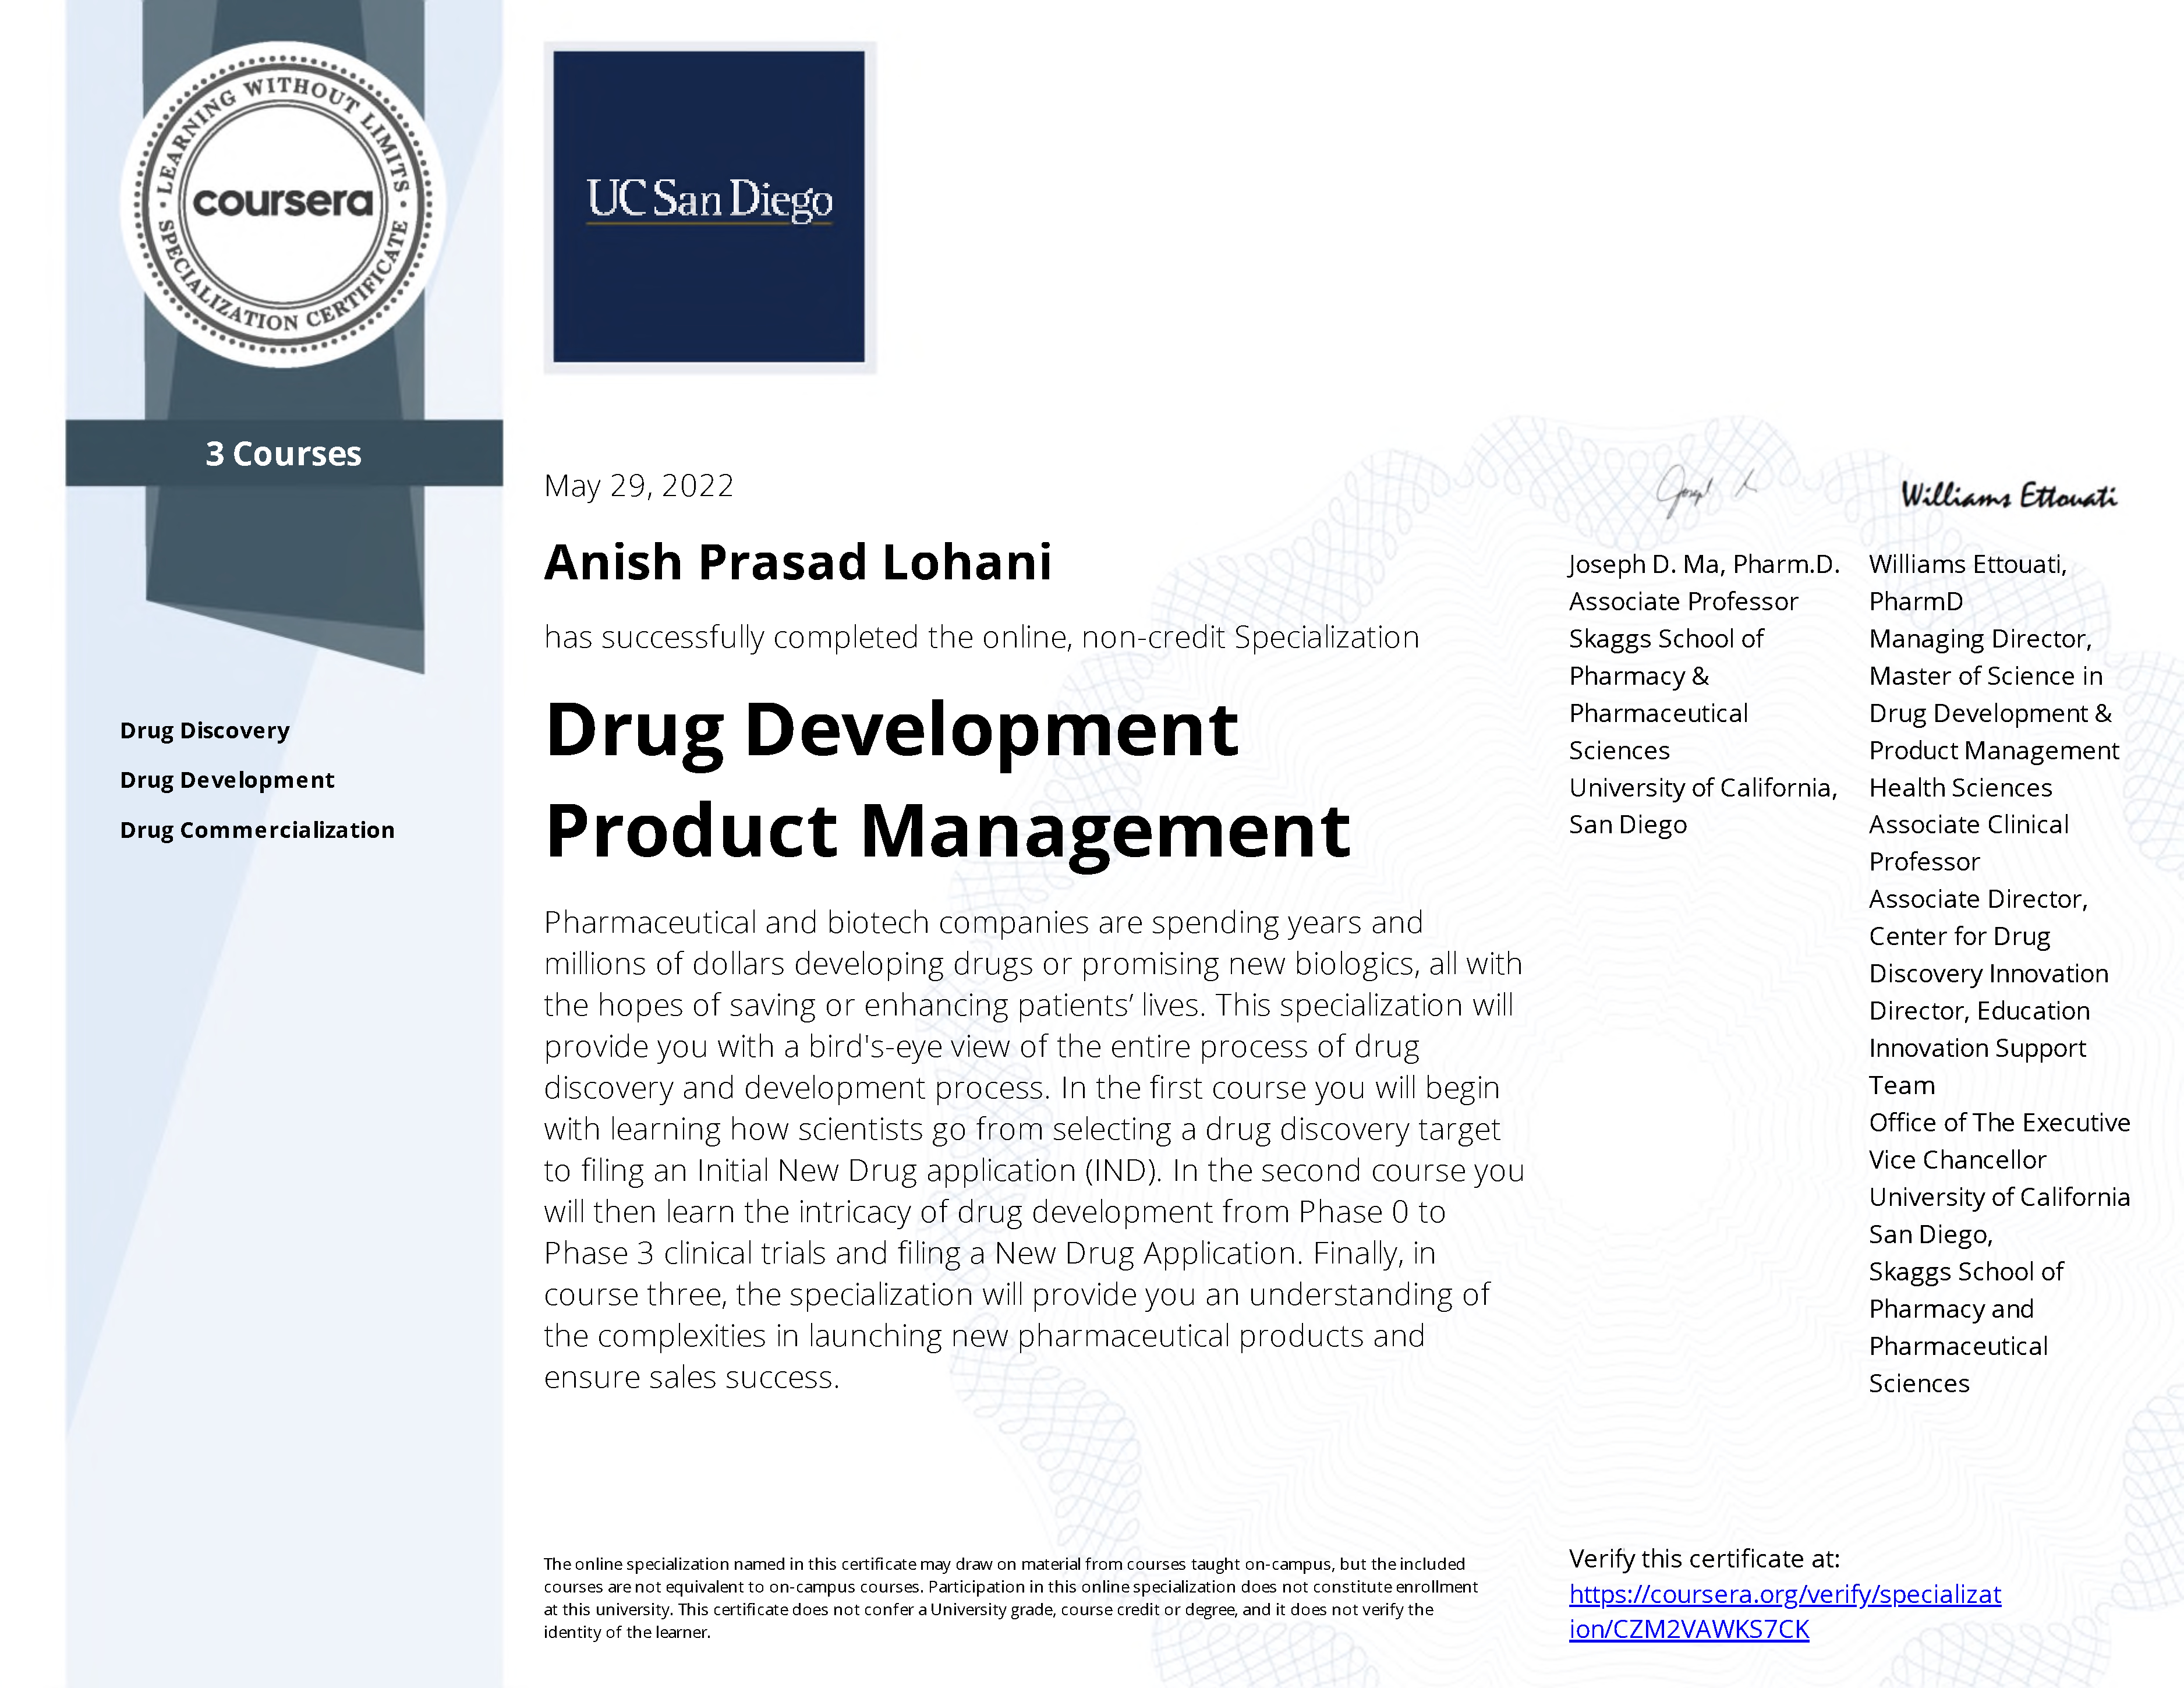 LEARNING WITHOUT LIMITS
coursera
SPECIALIZATION CERTIFICATE
UC San Diego
3 Courses
Drug Discovery
Drug Development
Drug Commercialization
May 29, 2022
Anish Prasad Lohani
has successfully completed the online, non-credit Specialization
Drug Development
Product Management
Pharmaceutical and biotech companies are spending years and
millions of dollars developing drugs or promising new biologics, all with
the hopes of saving or enhancing patients’ lives. This specialization will
provide you with a bird's-eye view of the entire process of drug
discovery and development process. In the first course you will begin
with learning how scientists go from selecting a drug discovery target
to filing an Initial New Drug application (IND). In the second course you
will then learn the intricacy of drug development from Phase 0 to
Phase 3 clinical trials and filing a New Drug Application. Finally, in
course three, the specialization will provide you an understanding of
the complexities in launching new pharmaceutical products and
ensure sales success.
Joseph D. Ma, Pharm.D.
Associate Professor
Skaggs School of
Pharmacy &
Pharmaceutical
Sciences
University of California,
San Diego
Williams Ettouati
Williams Ettouati,
PharmD
Managing Director,
Master of Science in
Drug Development &
Product Management
Health Sciences
Associate Clinical
Professor
Associate Director,
Center for Drug
Discovery Innovation
Director, Education
Innovation Support
Team
Office of The Executive
Vice Chancellor
University of California
San Diego,
Skaggs School of
Pharmacy and
Pharmaceutical
Sciences
The online specialization named in this certificate may draw on material from courses taught on-campus, but the included
courses are not equivalent to on-campus courses. Participation in this online specialization does not constitute enrollment
at this university. This certificate does not confer a University grade, course credit or degree, and it does not verify the
identity of the learner.
Verify this certificate at:
https://coursera.org/verify/specializat
ion/CZM2VAWKS7CK